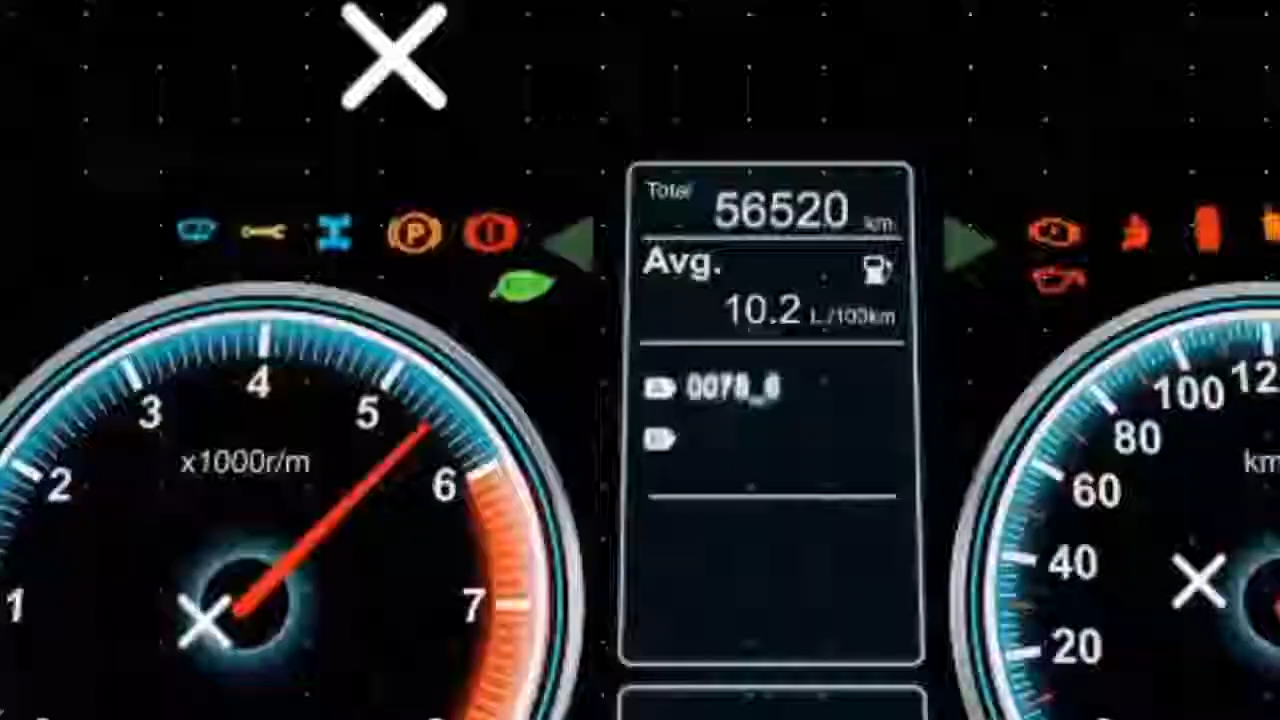 Total 56520 km
Avg.
10.2 L/100km
0078_6
1 2 3 4 5 6 7
x1000r/m
P
20 40 60 80 100 12
km